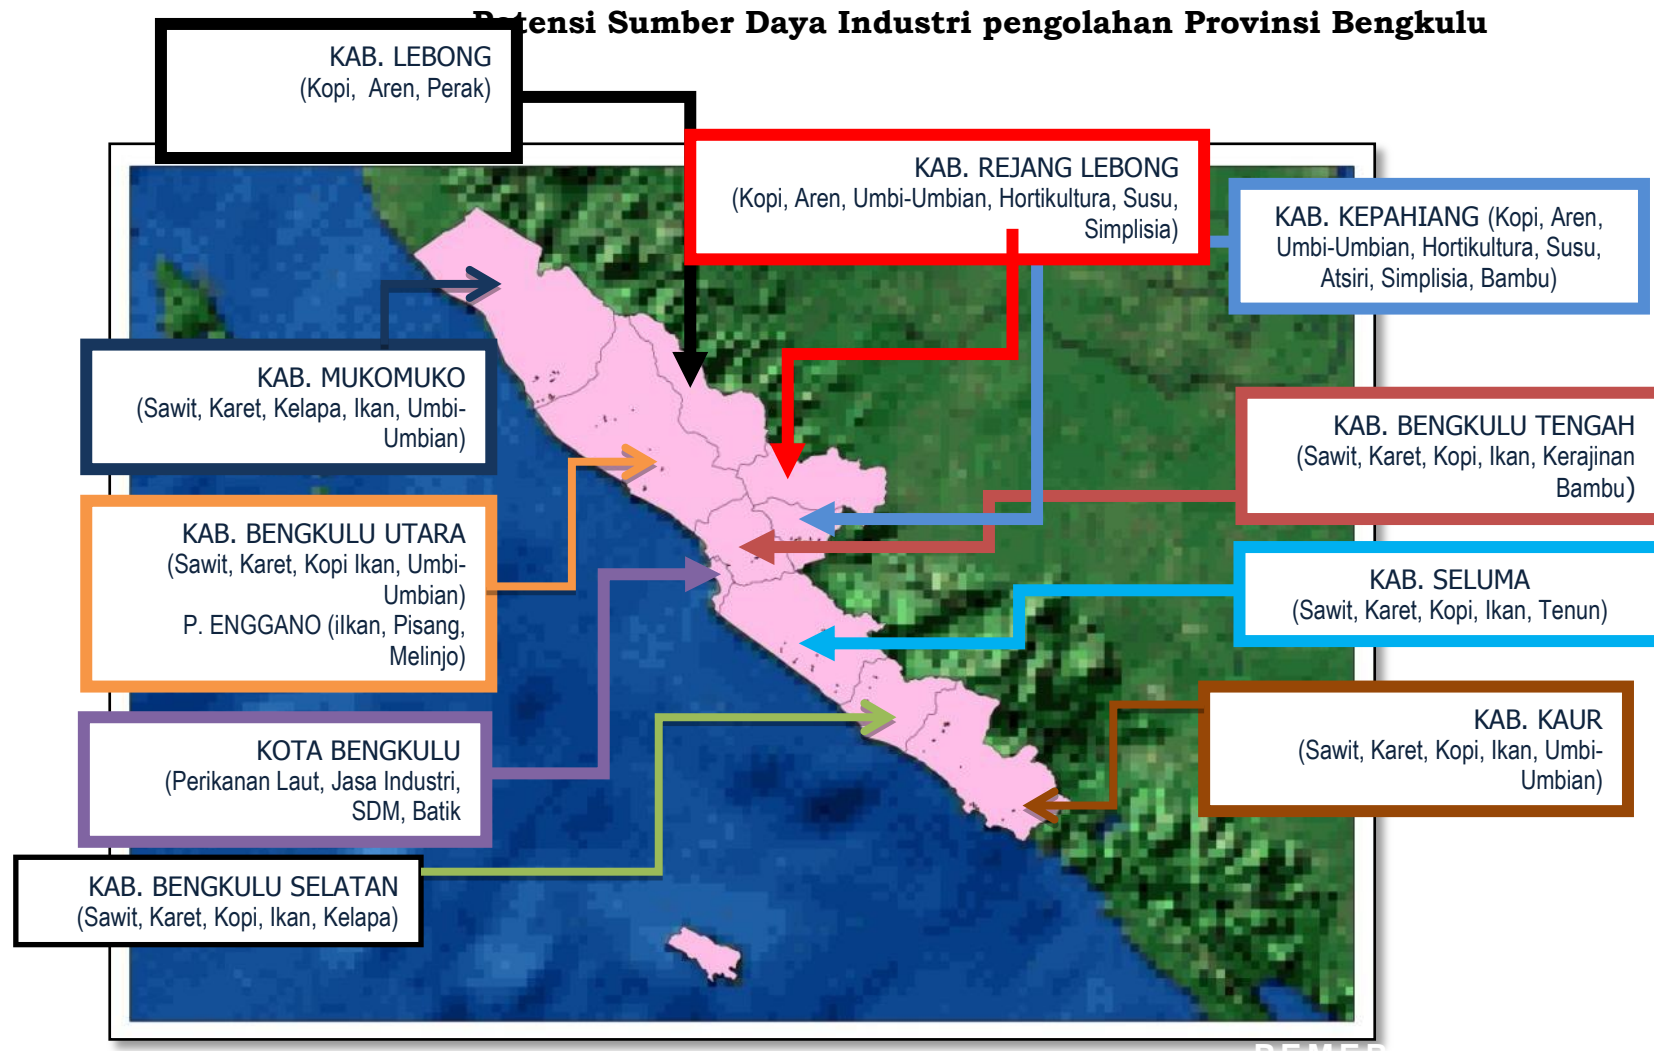 Potensi Sumber Daya Industri pengolahan Provinsi Bengkulu
KAB. LEBONG
(Kopi, Aren, Perak)
KAB. REJANG LEBONG
(Kopi, Aren, Umbi-Umbian, Hortikultura, Susu,
Simplisia)
KAB. KEPAHIANG (Kopi, Aren,
Umbi-Umbian, Hortikultura, Susu,
Atsiri, Simplisia, Bambu)
KAB. MUKOMUKO
(Sawit, Karet, Kelapa, Ikan, Umbi-
Umbian)
KAB. BENGKULU TENGAH
(Sawit, Karet, Kopi, Ikan, Kerajinan
Bambu)
KAB. BENGKULU UTARA
(Sawit, Karet, Kopi Ikan, Umbi-
Umbian)
P. ENGGANO (iIkan, Pisang,
Melinjo)
KAB. SELUMA
(Sawit, Karet, Kopi, Ikan, Tenun)
KAB. KAUR
(Sawit, Karet, Kopi, Ikan, Umbi-
Umbian)
KOTA BENGKULU
(Perikanan Laut, Jasa Industri,
SDM, Batik
KAB. BENGKULU SELATAN
(Sawit, Karet, Kopi, Ikan, Kelapa)